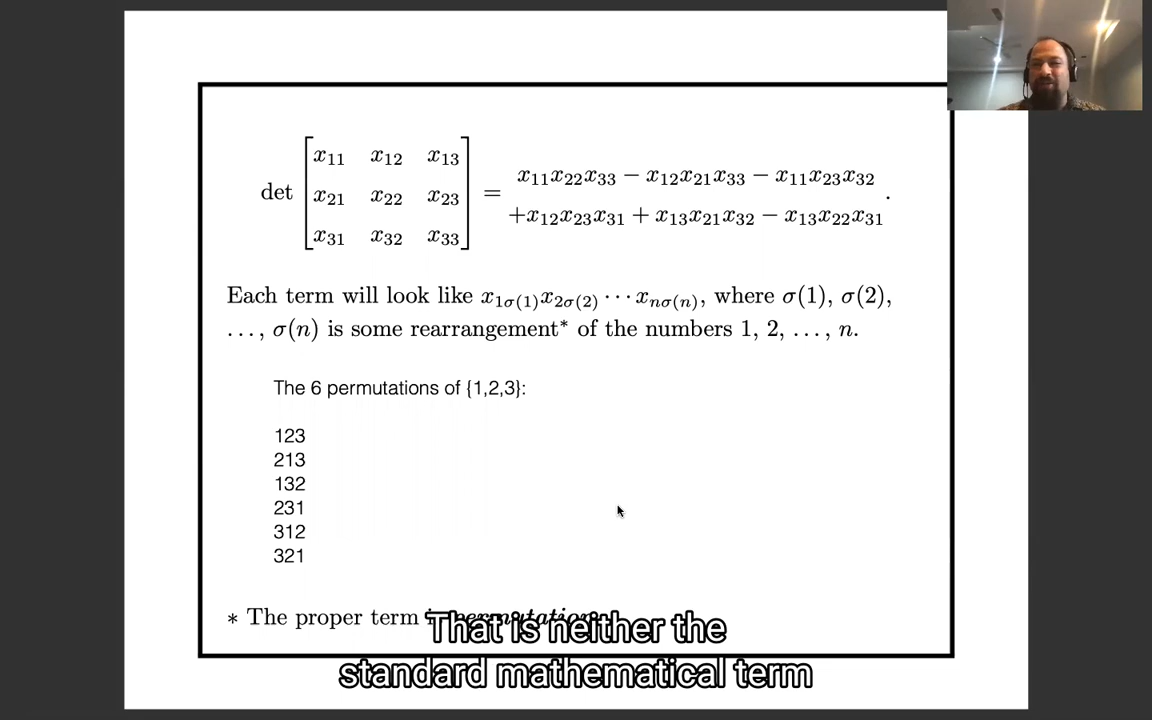 det [x₁₁ x₁₂ x₁₃
x₂₁ x₂₂ x₂₃
x₃₁ x₃₂ x₃₃] = x₁₁x₂₂x₃₃ − x₁₂x₂₁x₃₃ − x₁₁x₂₃x₃₂
+x₁₂x₂₃x₃₁ + x₁₃x₂₁x₃₂ − x₁₃x₂₂x₃₁.
Each term will look like x₁σ(1)x₂σ(2) ⋯ xₙσ(n), where σ(1), σ(2),
…, σ(n) is some rearrangement* of the numbers 1, 2, …, n.
The 6 permutations of {1,2,3}:
123
213
132
231
312
321
* The proper term is permutation
That is neither the
standard mathematical term